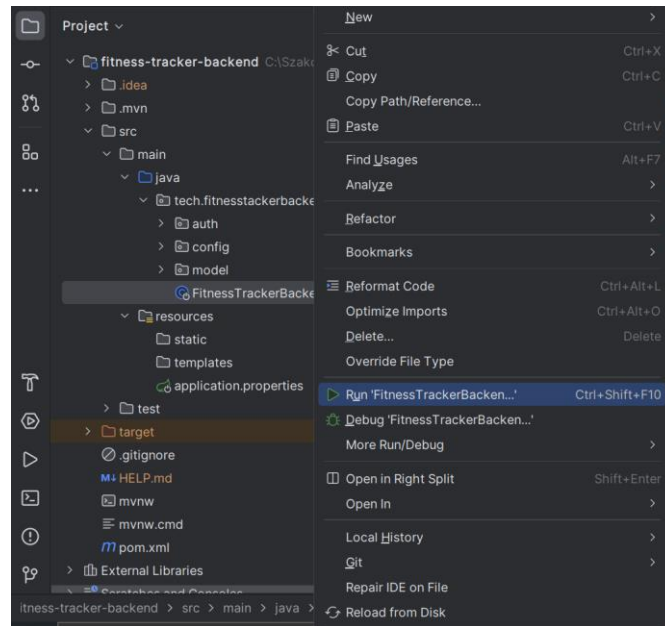 Project
fitness-tracker-backend C:\Szako
.idea
.mvn
src
main
java
tech.fitnesstackerbacke
auth
config
model
FitnessTrackerBacke
resources
static
templates
application.properties
test
target
.gitignore
M↓ HELP.md
mvnw
mvnw.cmd
m pom.xml
External Libraries
Scratches and Consoles
itness-tracker-backend > src > main > java >
New
Cut Ctrl+X
Copy Ctrl+C
Copy Path/Reference...
Paste Ctrl+V
Find Usages Alt+F7
Analyze
Refactor
Bookmarks
Reformat Code Ctrl+Alt+L
Optimize Imports Ctrl+Alt+O
Delete... Delete
Override File Type
Run 'FitnessTrackerBacken...' Ctrl+Shift+F10
Debug 'FitnessTrackerBacken...'
More Run/Debug
Open in Right Split Shift+Enter
Open In
Local History
Git
Repair IDE on File
Reload from Disk